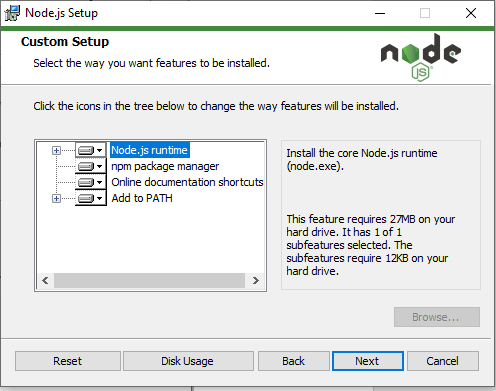 Node.js Setup
Custom Setup
Select the way you want features to be installed.
node
JS
Click the icons in the tree below to change the way features will be installed.
Node.js runtime
npm package manager
Online documentation shortcuts
Add to PATH
Install the core Node.js runtime
(node.exe).
This feature requires 27MB on your
hard drive. It has 1 of 1
subfeatures selected. The
subfeatures require 12KB on your
hard drive.
Browse...
Reset
Disk Usage
Back
Next
Cancel